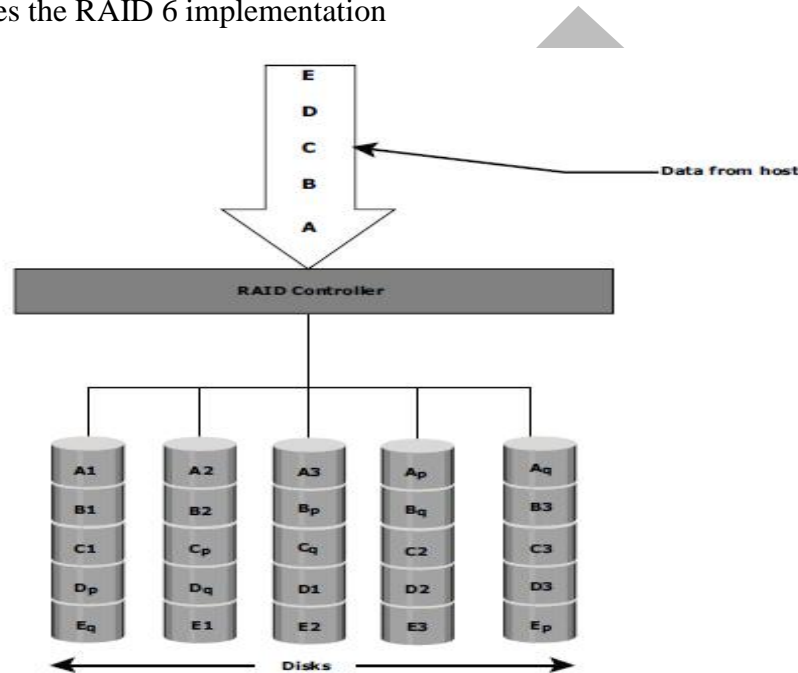 es the RAID 6 implementation
E
D
C
B
A
Data from host
RAID Controller
A1 A2 A3 Ap Aq
B1 B2 Bp Bq B3
C1 Cp Cq C2 C3
Dp Dq D1 D2 D3
Eq E1 E2 E3 Ep
Disks